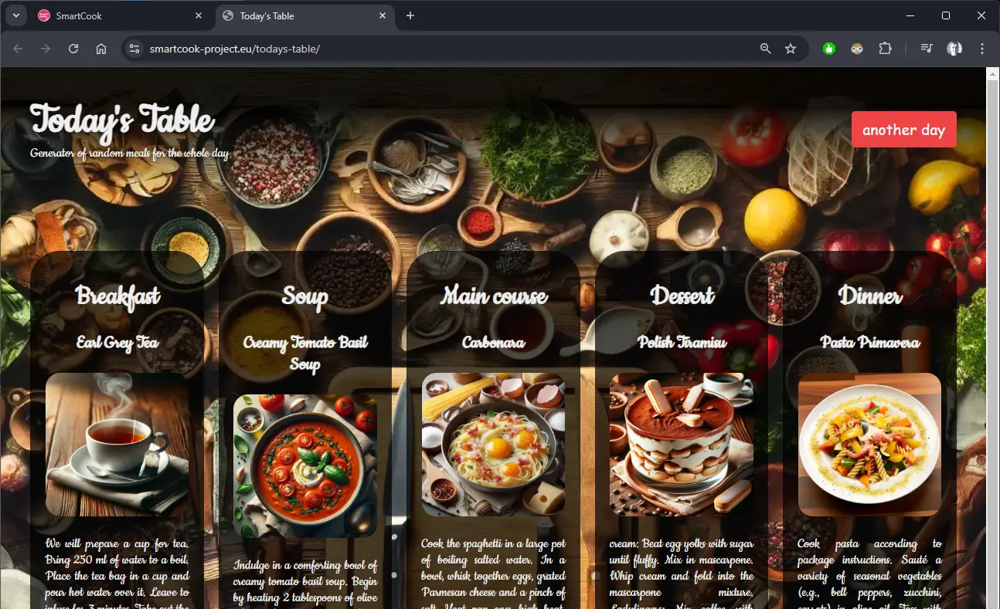 SmartCook
Today's Table
smartcook-project.eu/todays-table/
Today's Table
Generator of random meals for the whole day
another day
Breakfast
Earl Grey Tea
We will prepare a cup for tea.
Bring 250 ml of water to a boil.
Place the tea bag in a cup and
pour hot water over it. Leave to
infuse for 3 minutes. Take out the
Soup
Creamy Tomato Basil
Soup
Indulge in a comforting bowl of
creamy tomato basil soup. Begin
by heating 2 tablespoons of olive
Main course
Carbonara
Cook the spaghetti in a large pot
of boiling salted water. In a
bowl, whisk together eggs, grated
Parmesan cheese and a pinch of
salt. Heat pan over high heat.
Dessert
Polish Tiramisu
cream: Beat egg yolks with sugar
until fluffy. Mix in mascarpone.
Whip cream and fold into the
mascarpone mixture.
Ladyfingers: Mix coffee with
Dinner
Pasta Primavera
Cook pasta according to
package instructions. Sauté a
variety of seasonal vegetables
(e.g., bell peppers, zucchini,
carrots) in olive oil. Toss with